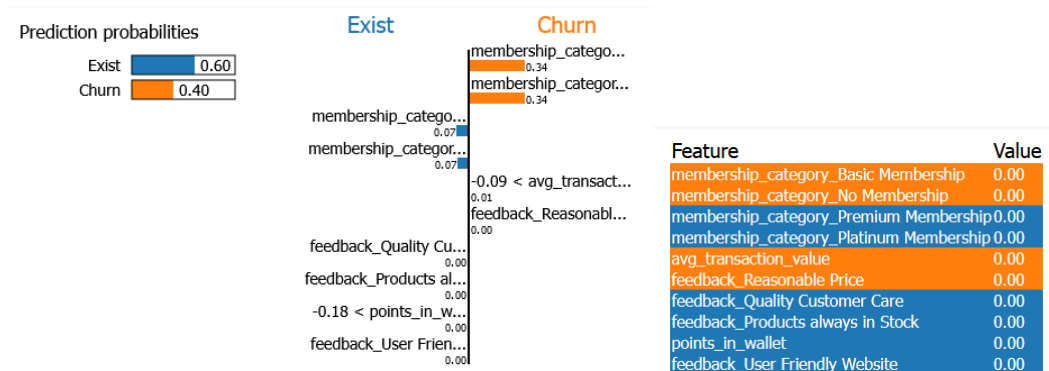 Prediction probabilities
Exist 0.60
Churn 0.40
Exist Churn
membership_catego...
0.34
membership_categor...
0.34
membership_catego...
0.07
membership_categor...
0.07
-0.09 < avg_transact...
0.01
feedback_Reasonabl...
0.00
feedback_Quality Cu...
0.00
feedback_Products al...
0.00
-0.18 < points_in_w...
0.00
feedback_User Frien...
0.00
Feature Value
membership_category_Basic Membership 0.00
membership_category_No Membership 0.00
membership_category_Premium Membership 0.00
membership_category_Platinum Membership 0.00
avg_transaction_value 0.00
feedback_Reasonable Price 0.00
feedback_Quality Customer Care 0.00
feedback_Products always in Stock 0.00
points_in_wallet 0.00
feedback_User Friendly Website 0.00